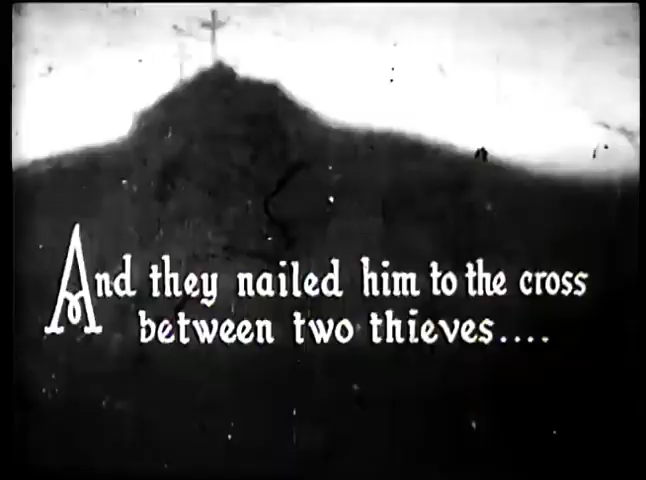 And they nailed him to the cross
between two thieves....